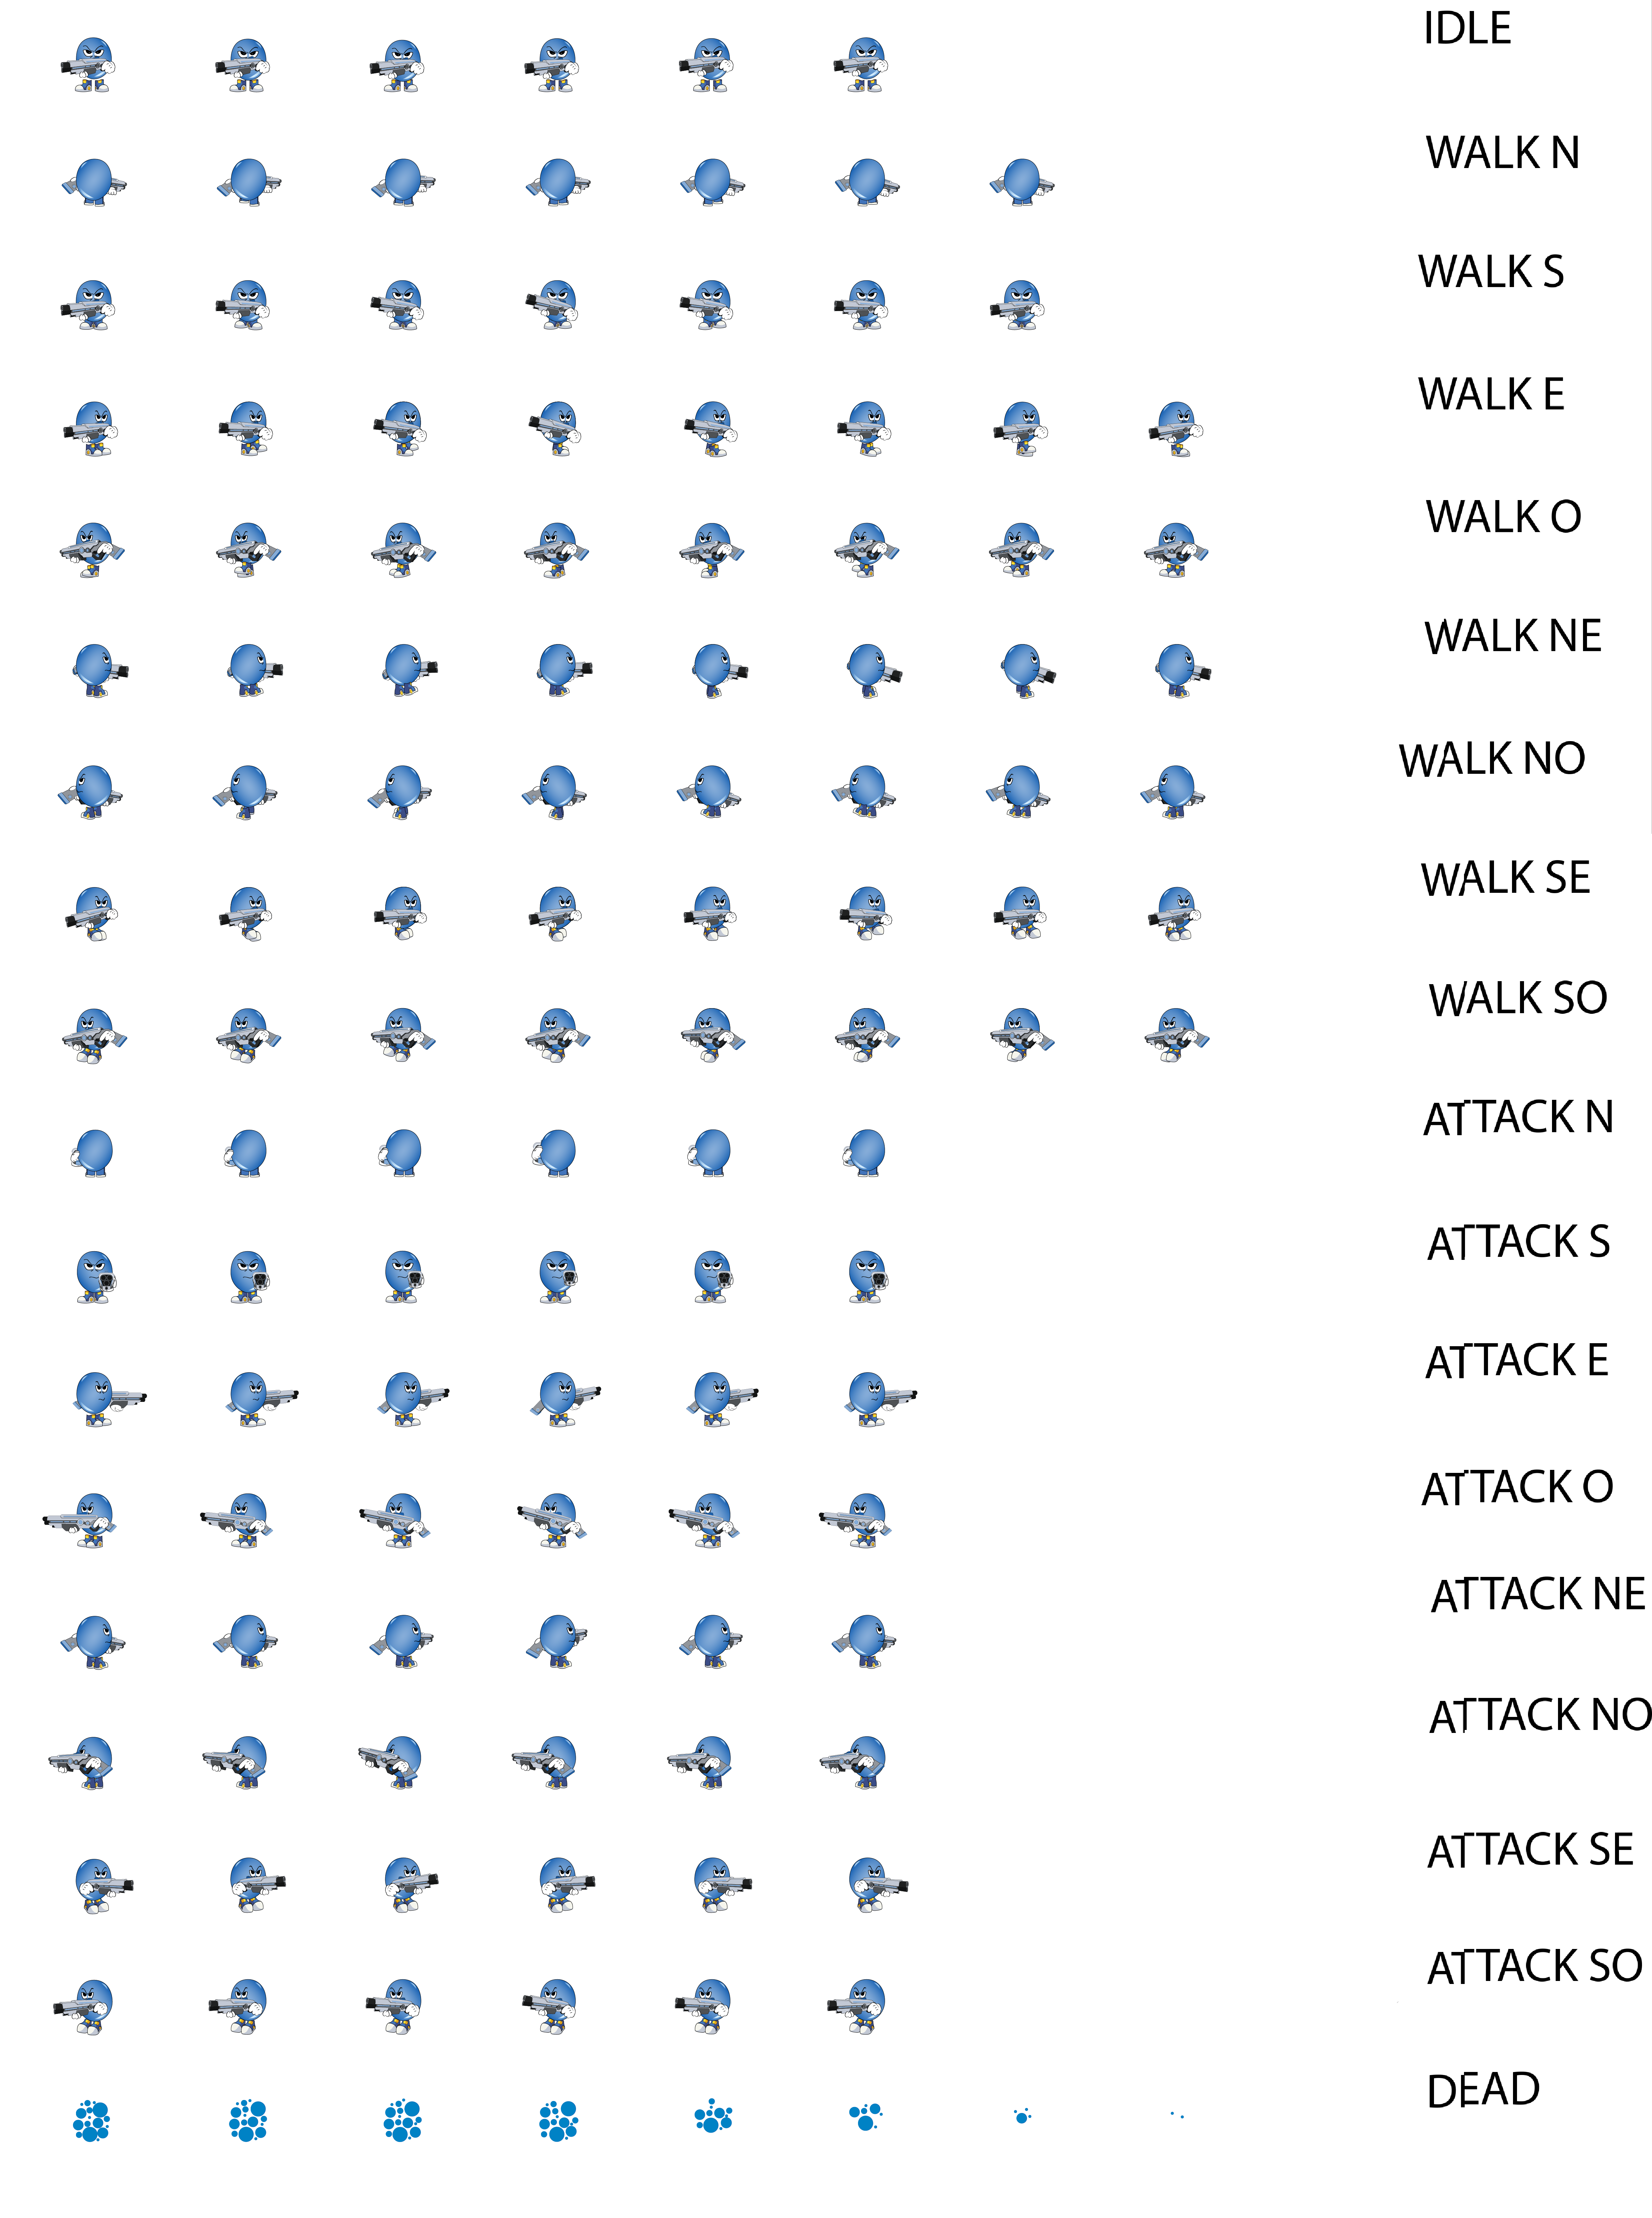 IDLE
WALK N
WALK S
WALK E
WALK O
WALK NE
WALK NO
WALK SE
WALK SO
ATTACK N
ATTACK S
ATTACK E
ATTACK O
ATTACK NE
ATTACK NO
ATTACK SE
ATTACK SO
DEAD